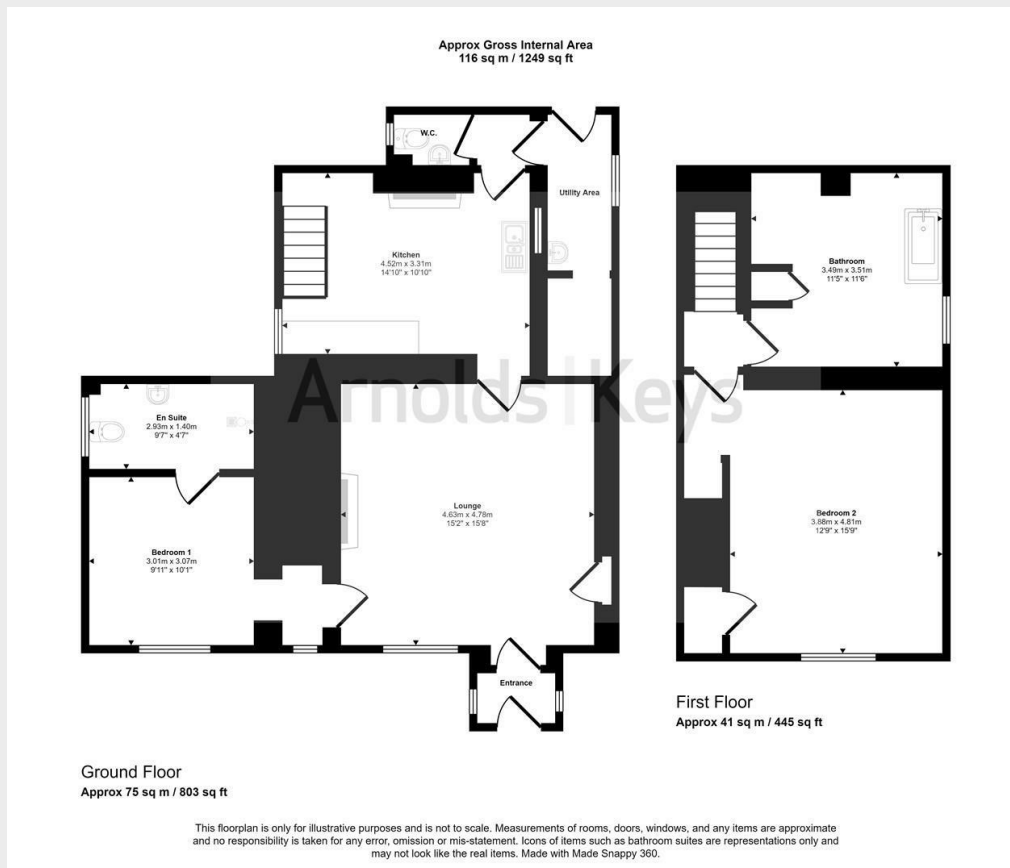 Approx Gross Internal Area
116 sq m / 1249 sq ft
W.C.
Utility Area
Kitchen
4.52m x 3.31m
14'10" x 10'10"
Bathroom
3.49m x 3.51m
11'5" x 11'6"
Arnolds | Keys
En Suite
2.93m x 1.40m
9'7" x 4'7"
Lounge
4.63m x 4.78m
15'2" x 15'8"
Bedroom 2
3.88m x 4.81m
12'9" x 15'9"
Bedroom 1
3.01m x 3.07m
9'11" x 10'1"
Entrance
First Floor
Approx 41 sq m / 445 sq ft
Ground Floor
Approx 75 sq m / 803 sq ft
This floorplan is only for illustrative purposes and is not to scale. Measurements of rooms, doors, windows, and any items are approximate
and no responsibility is taken for any error, omission or mis-statement. Icons of items such as bathroom suites are representations only and
may not look like the real items. Made with Made Snappy 360.